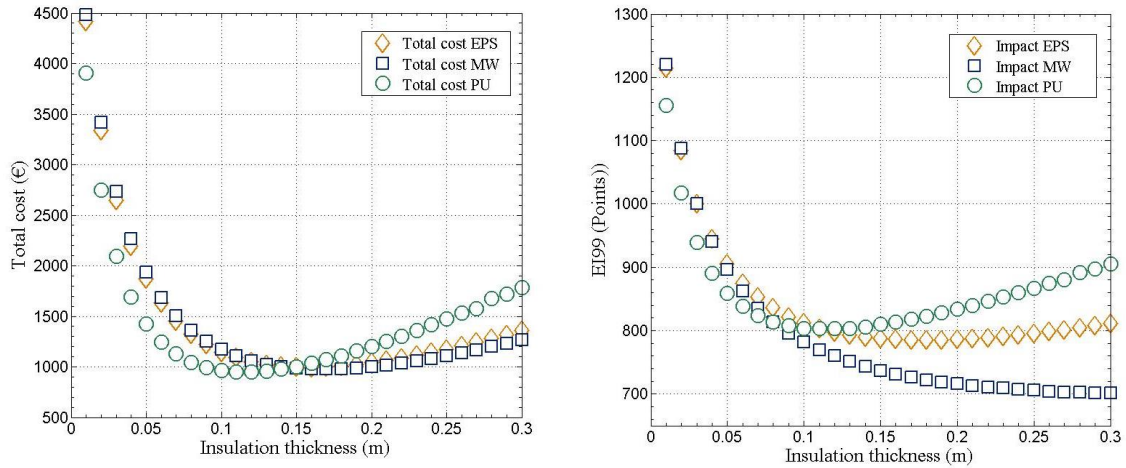 5000
4500
4000
3500
3000
2500
2000
1500
1000
500
Total cost (€)
Total cost EPS
Total cost MW
Total cost PU
0 0.05 0.1 0.15 0.2 0.25 0.3
Insulation thickness (m)
1300
1200
1100
1000
900
800
700
EI99 (Points))
Impact EPS
Impact MW
Impact PU
0 0.05 0.1 0.15 0.2 0.25 0.3
Insulation thickness (m)